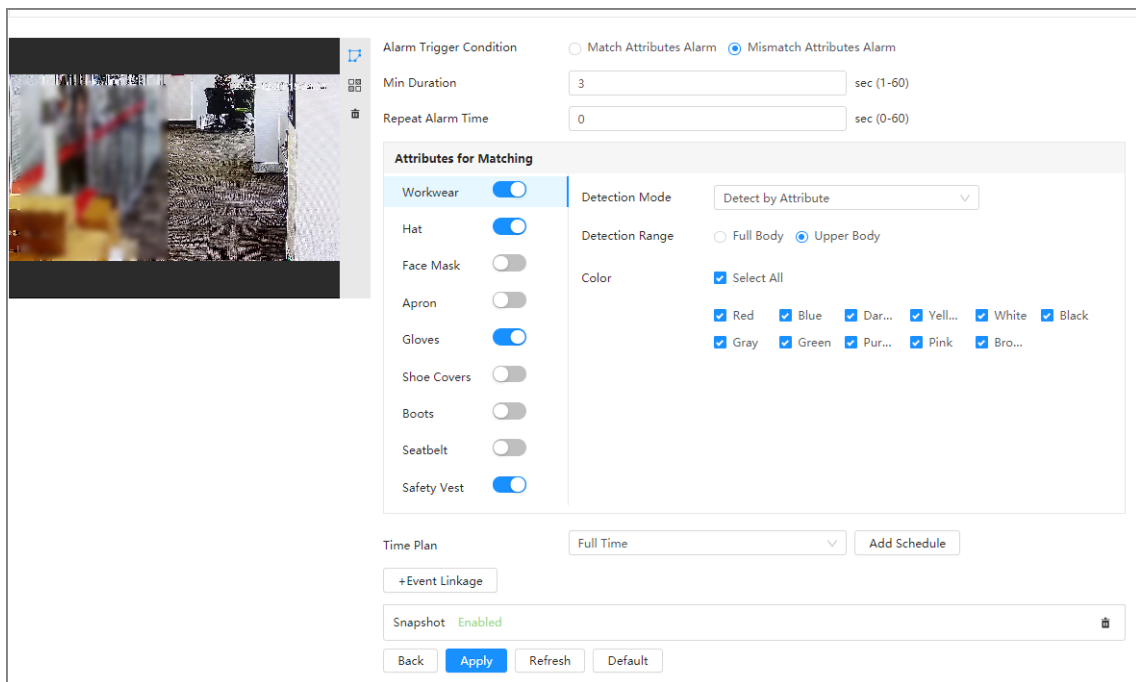 Alarm Trigger Condition Match Attributes Alarm Mismatch Attributes Alarm
Min Duration 3 sec (1-60)
Repeat Alarm Time 0 sec (0-60)
Attributes for Matching
Workwear Detection Mode Detect by Attribute
Hat Detection Range Full Body Upper Body
Face Mask Color Select All
Apron Red Blue Dar... Yell... White Black
Gloves Gray Green Pur... Pink Bro...
Shoe Covers
Boots
Seatbelt
Safety Vest
Time Plan Full Time Add Schedule
+Event Linkage
Snapshot Enabled
Back Apply Refresh Default